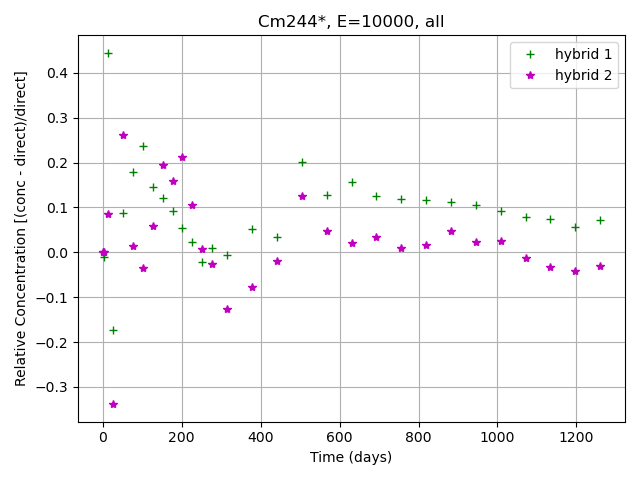 Cm244*, E=10000, all
hybrid 1
hybrid 2
Relative Concentration [(conc - direct)/direct]
0.4
0.3
0.2
0.1
0.0
−0.1
−0.2
−0.3
0 200 400 600 800 1000 1200
Time (days)